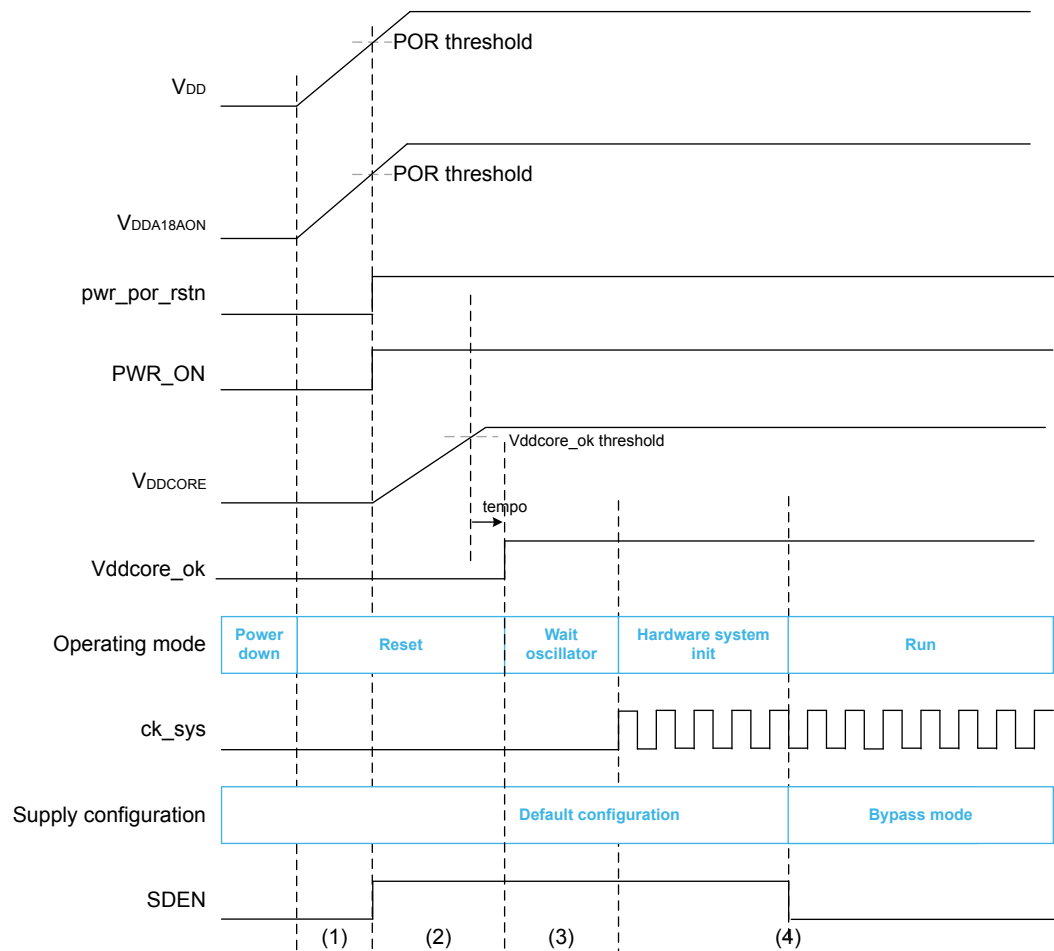 POR threshold
VDD
POR threshold
VDDA18AON
pwr_por_rstn
PWR_ON
Vddcore_ok threshold
VDDCORE
tempo
Vddcore_ok
Operating mode
Power
down
Reset
Wait
oscillator
Hardware system
init
Run
ck_sys
Supply configuration
Default configuration
Bypass mode
SDEN
(1)
(2)
(3)
(4)